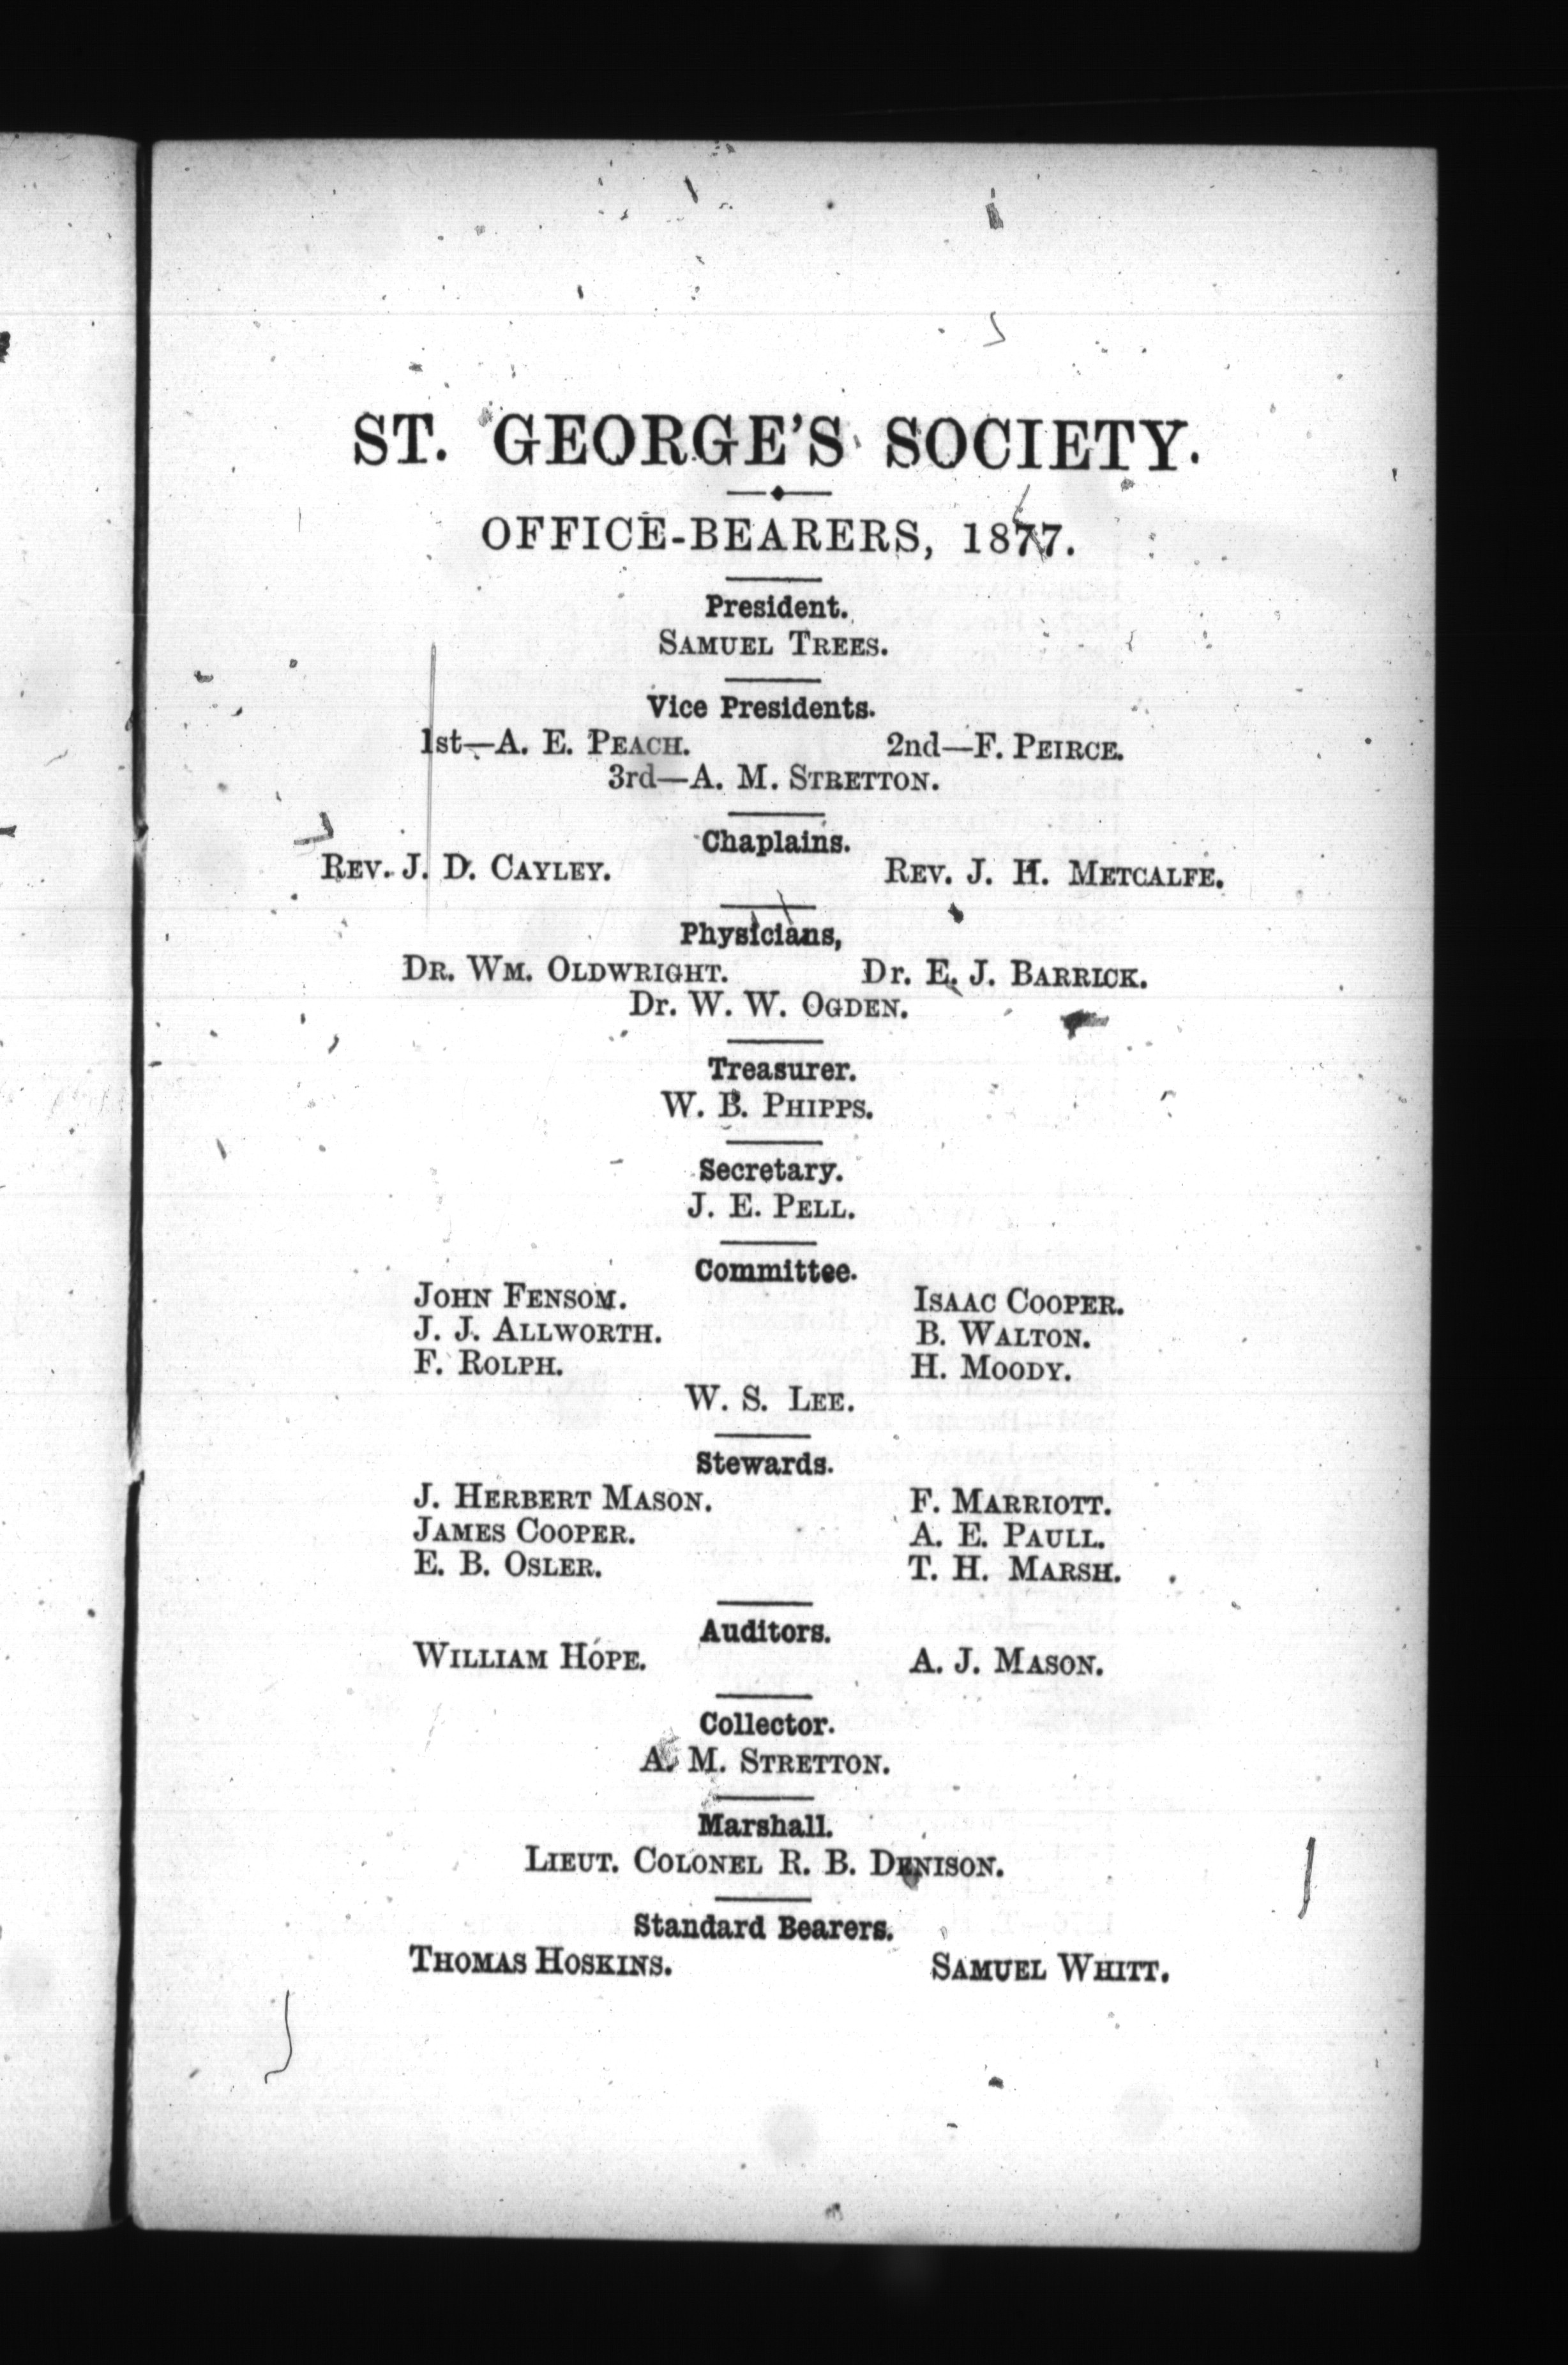 ST. GEORGE'S SOCIETY.
OFFICE-BEARERS, 1877.
President.
SAMUEL TREES.
Vice Presidents.
1st—A. E. PEACH. 2nd—F. PEIRCE.
3rd—A. M. STRETTON.
Chaplains.
REV. J. D. CAYLEY. REV. J. H. METCALFE.
Physicians,
DR. WM. OLDWRIGHT. Dr. E. J. BARRICK.
Dr. W. W. OGDEN.
Treasurer.
W. B. PHIPPS.
Secretary.
J. E. PELL.
Committee.
JOHN FENSOM. ISAAC COOPER.
J. J. ALLWORTH. B. WALTON.
F. ROLPH. H. MOODY.
W. S. LEE.
Stewards.
J. HERBERT MASON. F. MARRIOTT.
JAMES COOPER. A. E. PAULL.
E. B. OSLER. T. H. MARSH.
Auditors.
WILLIAM HOPE. A. J. MASON.
Collector.
A. M. STRETTON.
Marshall.
LIEUT. COLONEL R. B. DENISON.
Standard Bearers.
THOMAS HOSKINS. SAMUEL WHITT.